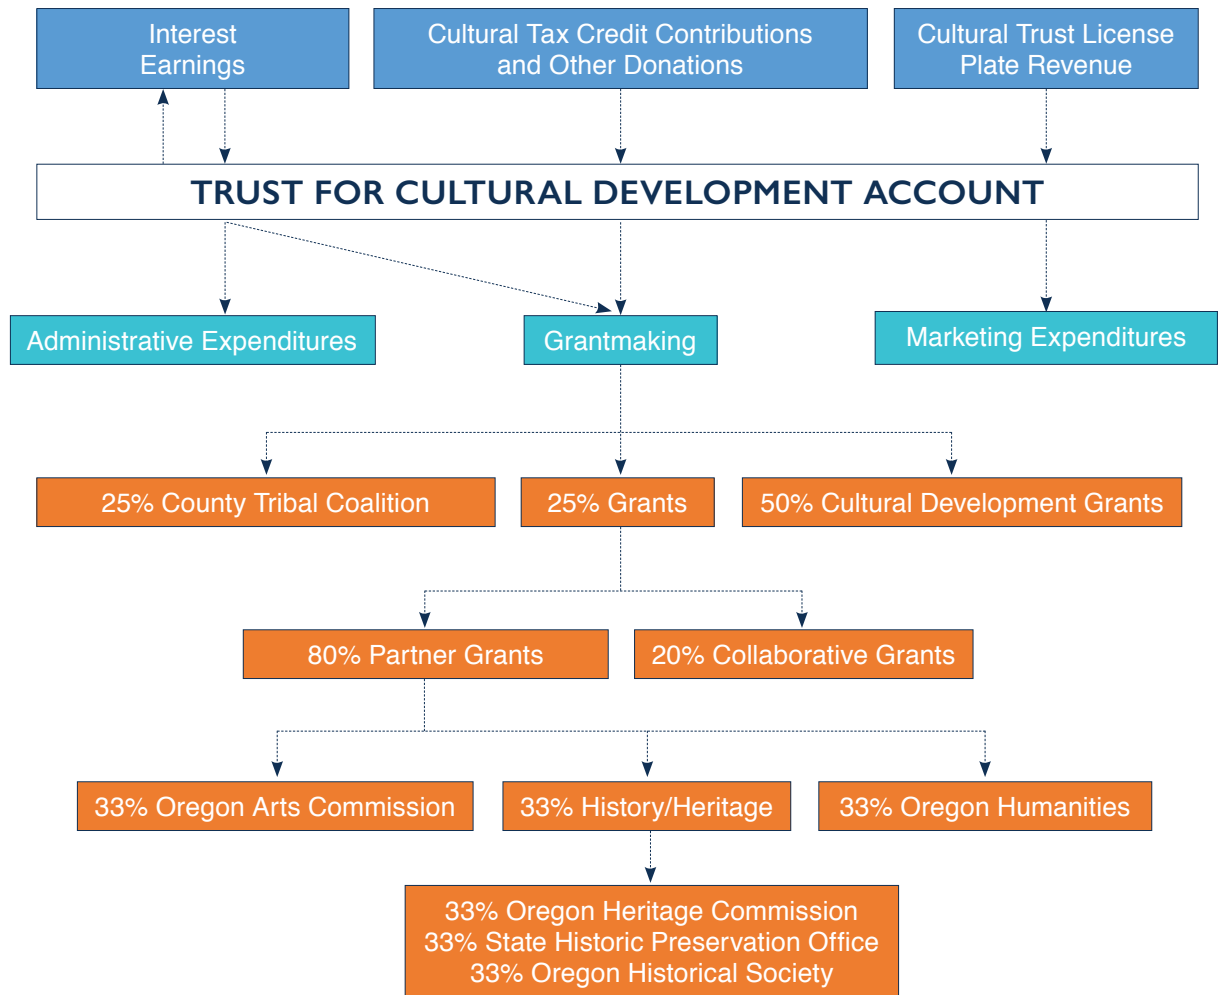 Interest
Earnings
Cultural Tax Credit Contributions
and Other Donations
Cultural Trust License
Plate Revenue
TRUST FOR CULTURAL DEVELOPMENT ACCOUNT
Administrative Expenditures
Grantmaking
Marketing Expenditures
25% County Tribal Coalition
25% Grants
50% Cultural Development Grants
80% Partner Grants
20% Collaborative Grants
33% Oregon Arts Commission
33% History/Heritage
33% Oregon Humanities
33% Oregon Heritage Commission
33% State Historic Preservation Office
33% Oregon Historical Society